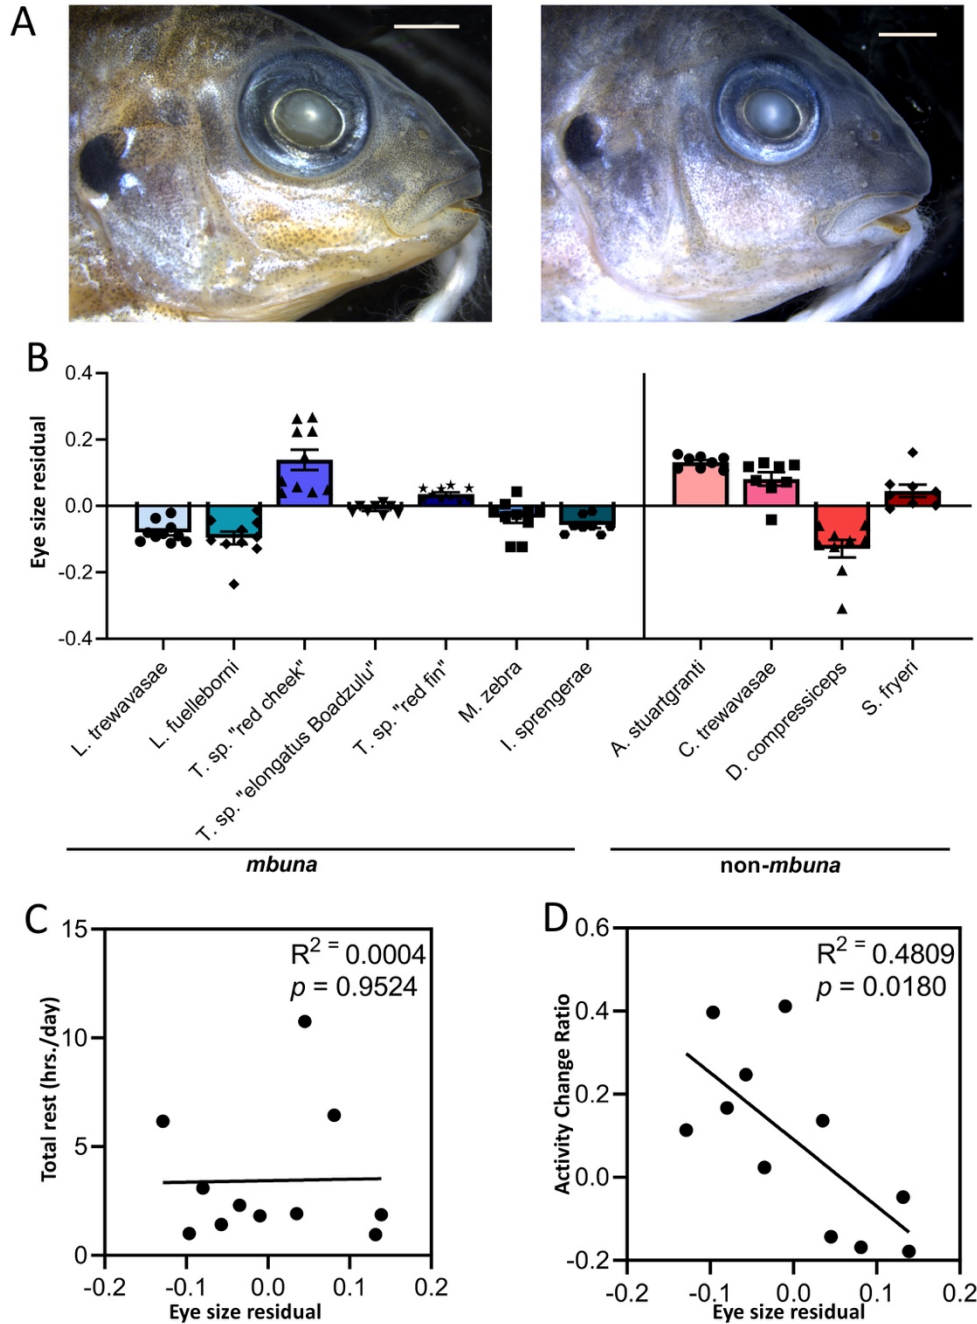 A
B
Eye size residual
0.4
0.2
0.0
-0.2
-0.4
L. trewavasae
L. fuelleborni
T. sp. "red cheek"
T. sp. "elongatus Boadzulu"
T. sp. "red fin"
M. zebra
I. sprengerae
A. stuartgranti
C. trewavasae
D. compressiceps
S. fryeri
mbuna
non-mbuna
C
R² = 0.0004
p = 0.9524
Total rest (hrs./day)
15
10
5
0
-0.2
-0.1
0.0
0.1
0.2
Eye size residual
D
R² = 0.4809
p = 0.0180
Activity Change Ratio
0.6
0.4
0.2
0.0
-0.2
-0.2
-0.1
0.0
0.1
0.2
Eye size residual